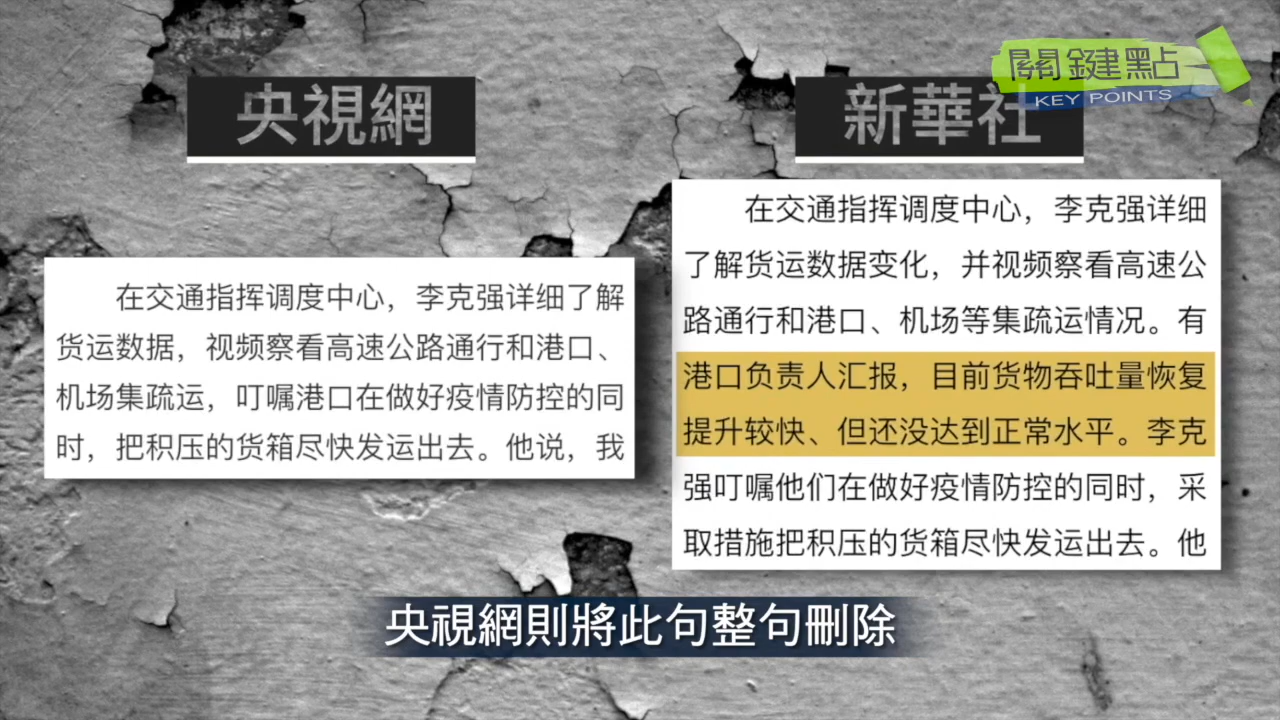 關鍵點
KEY POINTS
央視網
新華社
在交通指挥调度中心，李克强详细了解
货运数据，视频察看高速公路通行和港口、
机场集疏运，叮嘱港口在做好疫情防控的同
时，把积压的货箱尽快发运出去。他说，我
在交通指挥调度中心，李克强详细
了解货运数据变化，并视频察看高速公
路通行和港口、机场等集疏运情况。有
港口负责人汇报，目前货物吞吐量恢复
提升较快、但还没达到正常水平。李克
强叮嘱他们在做好疫情防控的同时，采
取措施把积压的货箱尽快发运出去。他
央視網則將此句整句刪除